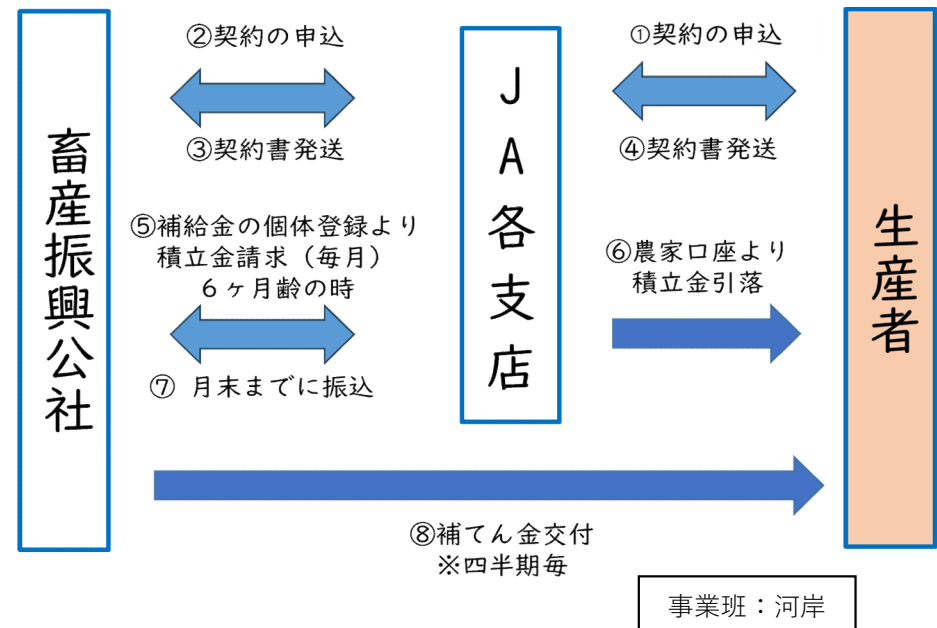 畜産振興公社
②契約の申込
③契約書発送
⑤補給金の個体登録より
積立金請求（毎月）
６ヶ月齢の時
⑦ 月末までに振込
ＪＡ各支店
①契約の申込
④契約書発送
⑥農家口座より
積立金引落
生産者
⑧補てん金交付
※四半期毎
事業班：河岸